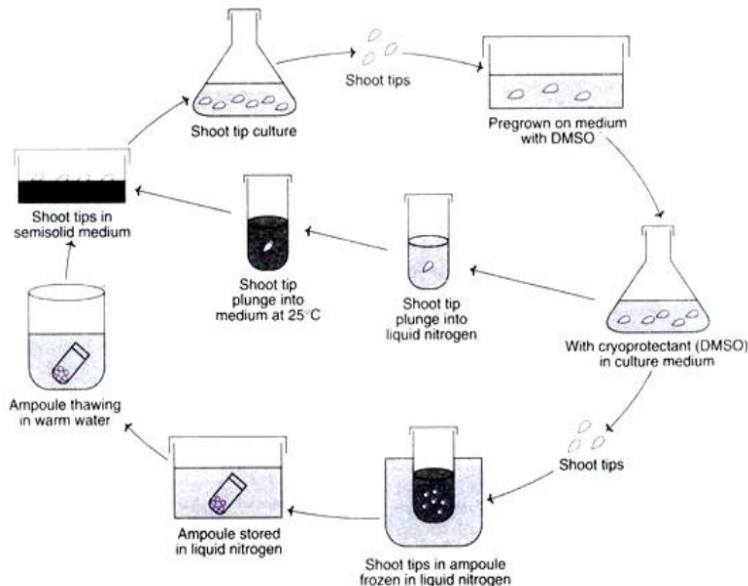 Shoot tip culture
Shoot tips
Pregrown on medium
with DMSO
With cryoprotectant (DMSO)
in culture medium
Shoot tip
plunge into
liquid nitrogen
Shoot tip
plunge into
medium at 25°C
Shoot tips in
semisolid medium
Shoot tips
Shoot tips in ampoule
frozen in liquid nitrogen
Ampoule stored
in liquid nitrogen
Ampoule thawing
in warm water